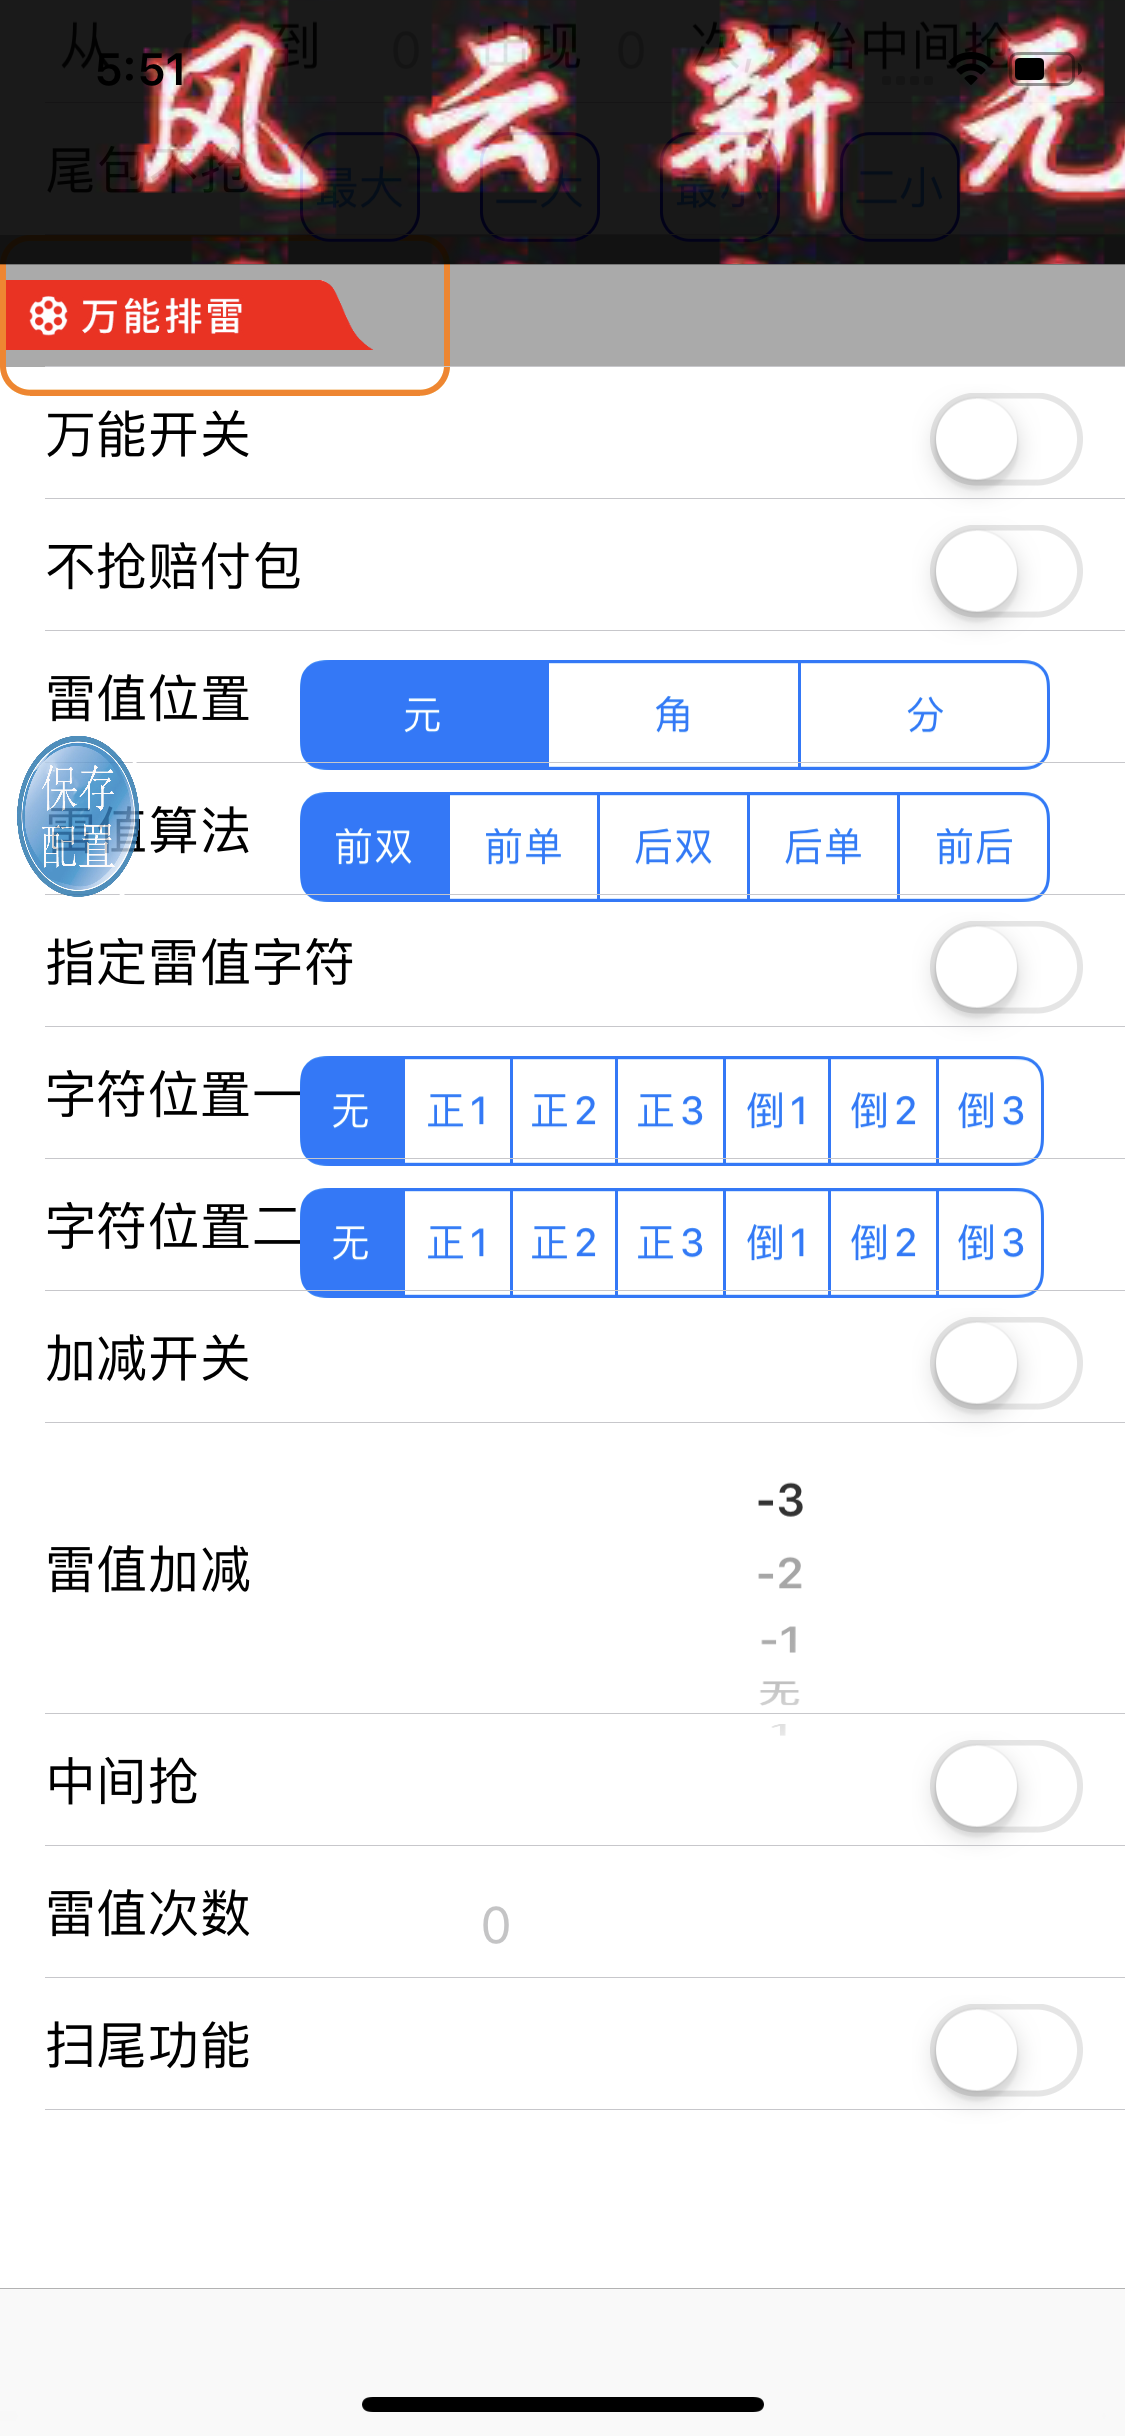 从 到 0 出现 0 次 开始中间抢
5:51
风云新元
尾包不抢 最大 二大 最小 二小
万能排雷
万能开关
不抢赔付包
雷值位置 元 角 分
保存
配置
雷值算法 前双 前单 后双 后单 前后
指定雷值字符
字符位置一 无 正1 正2 正3 倒1 倒2 倒3
字符位置二 无 正1 正2 正3 倒1 倒2 倒3
加减开关
-3
-2
雷值加减
-1
无
1
中间抢
雷值次数 0
扫尾功能